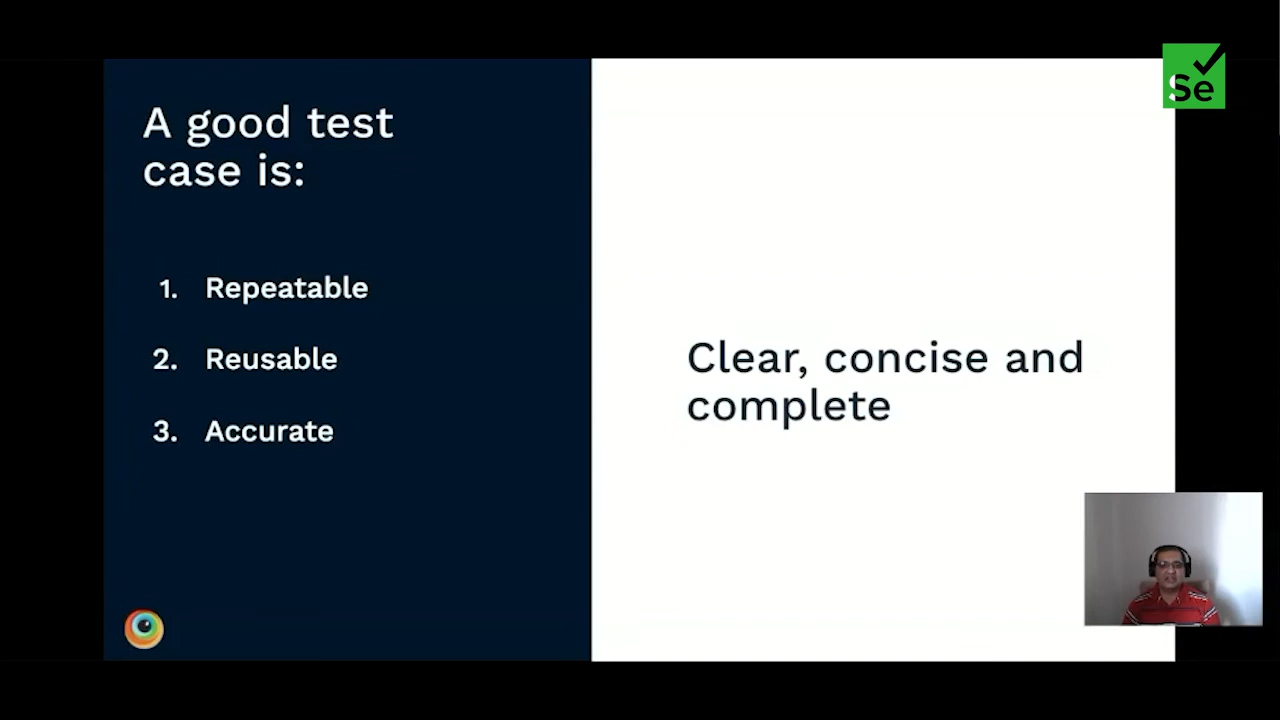 A good test
case is:
1. Repeatable
2. Reusable
3. Accurate
Clear, concise and
complete
Se